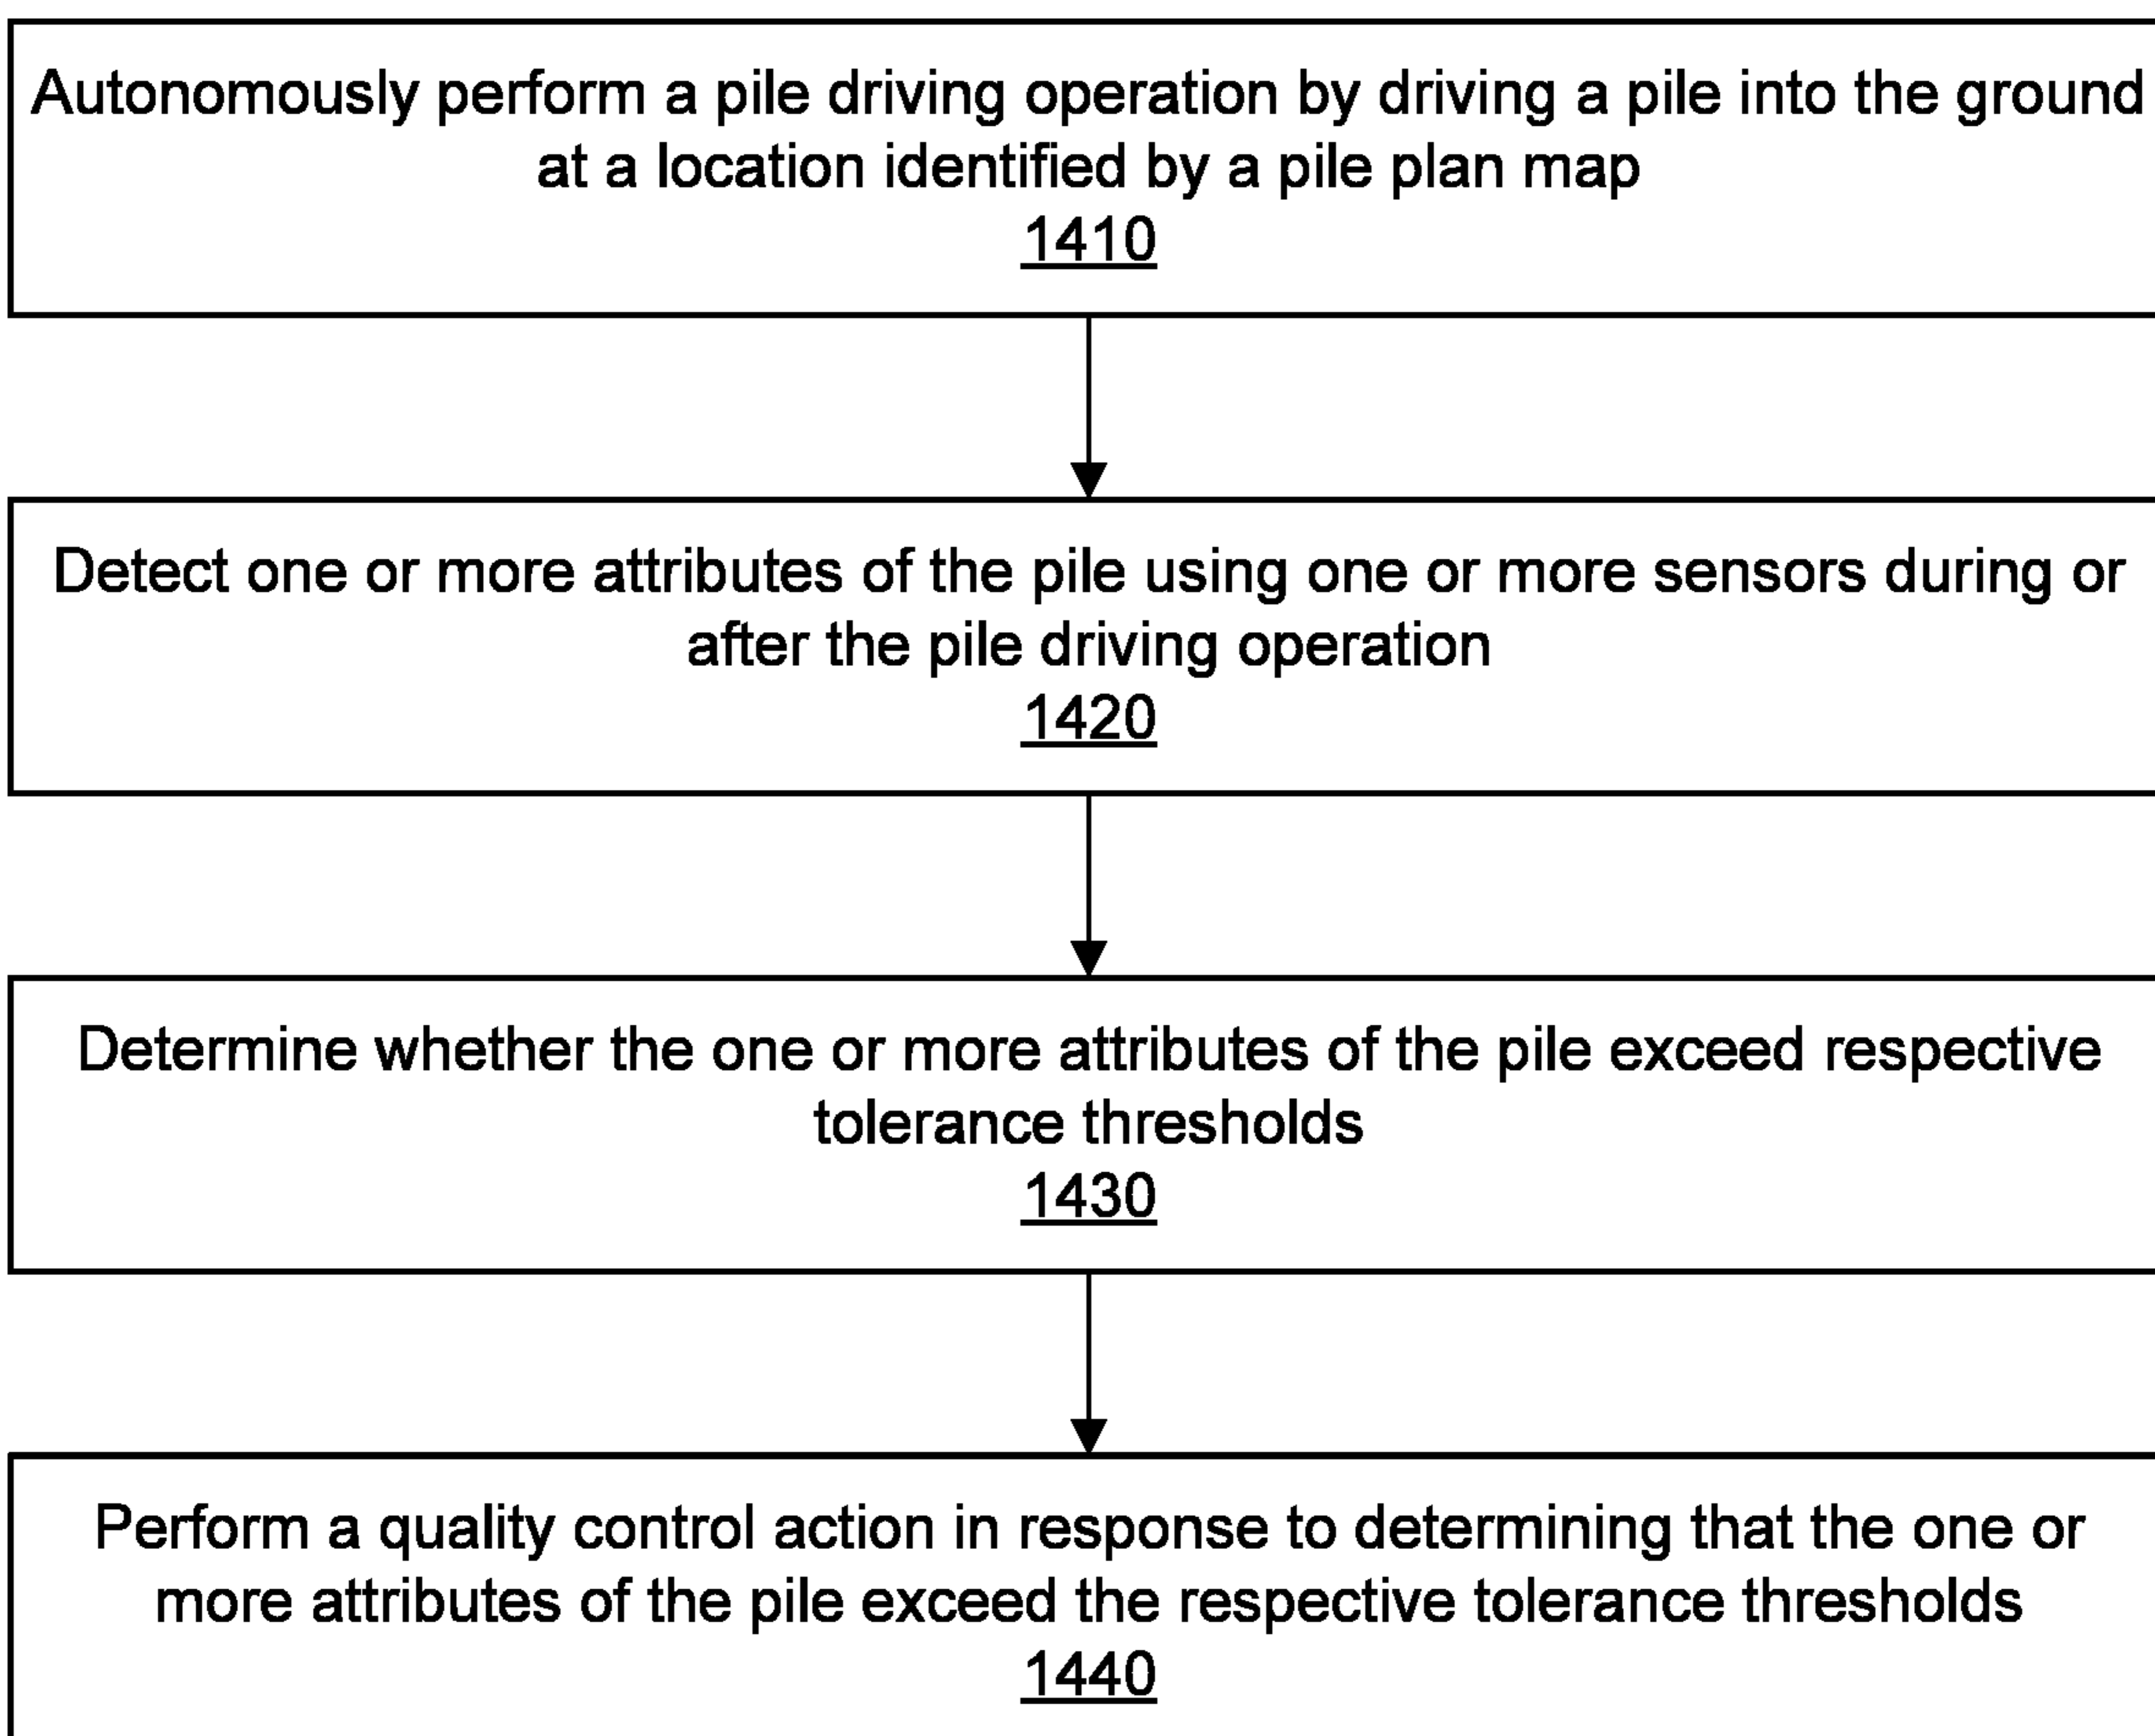 Autonomously perform a pile driving operation by driving a pile into the ground
at a location identified by a pile plan map
1410
Detect one or more attributes of the pile using one or more sensors during or
after the pile driving operation
1420
Determine whether the one or more attributes of the pile exceed respective
tolerance thresholds
1430
Perform a quality control action in response to determining that the one or
more attributes of the pile exceed the respective tolerance thresholds
1440